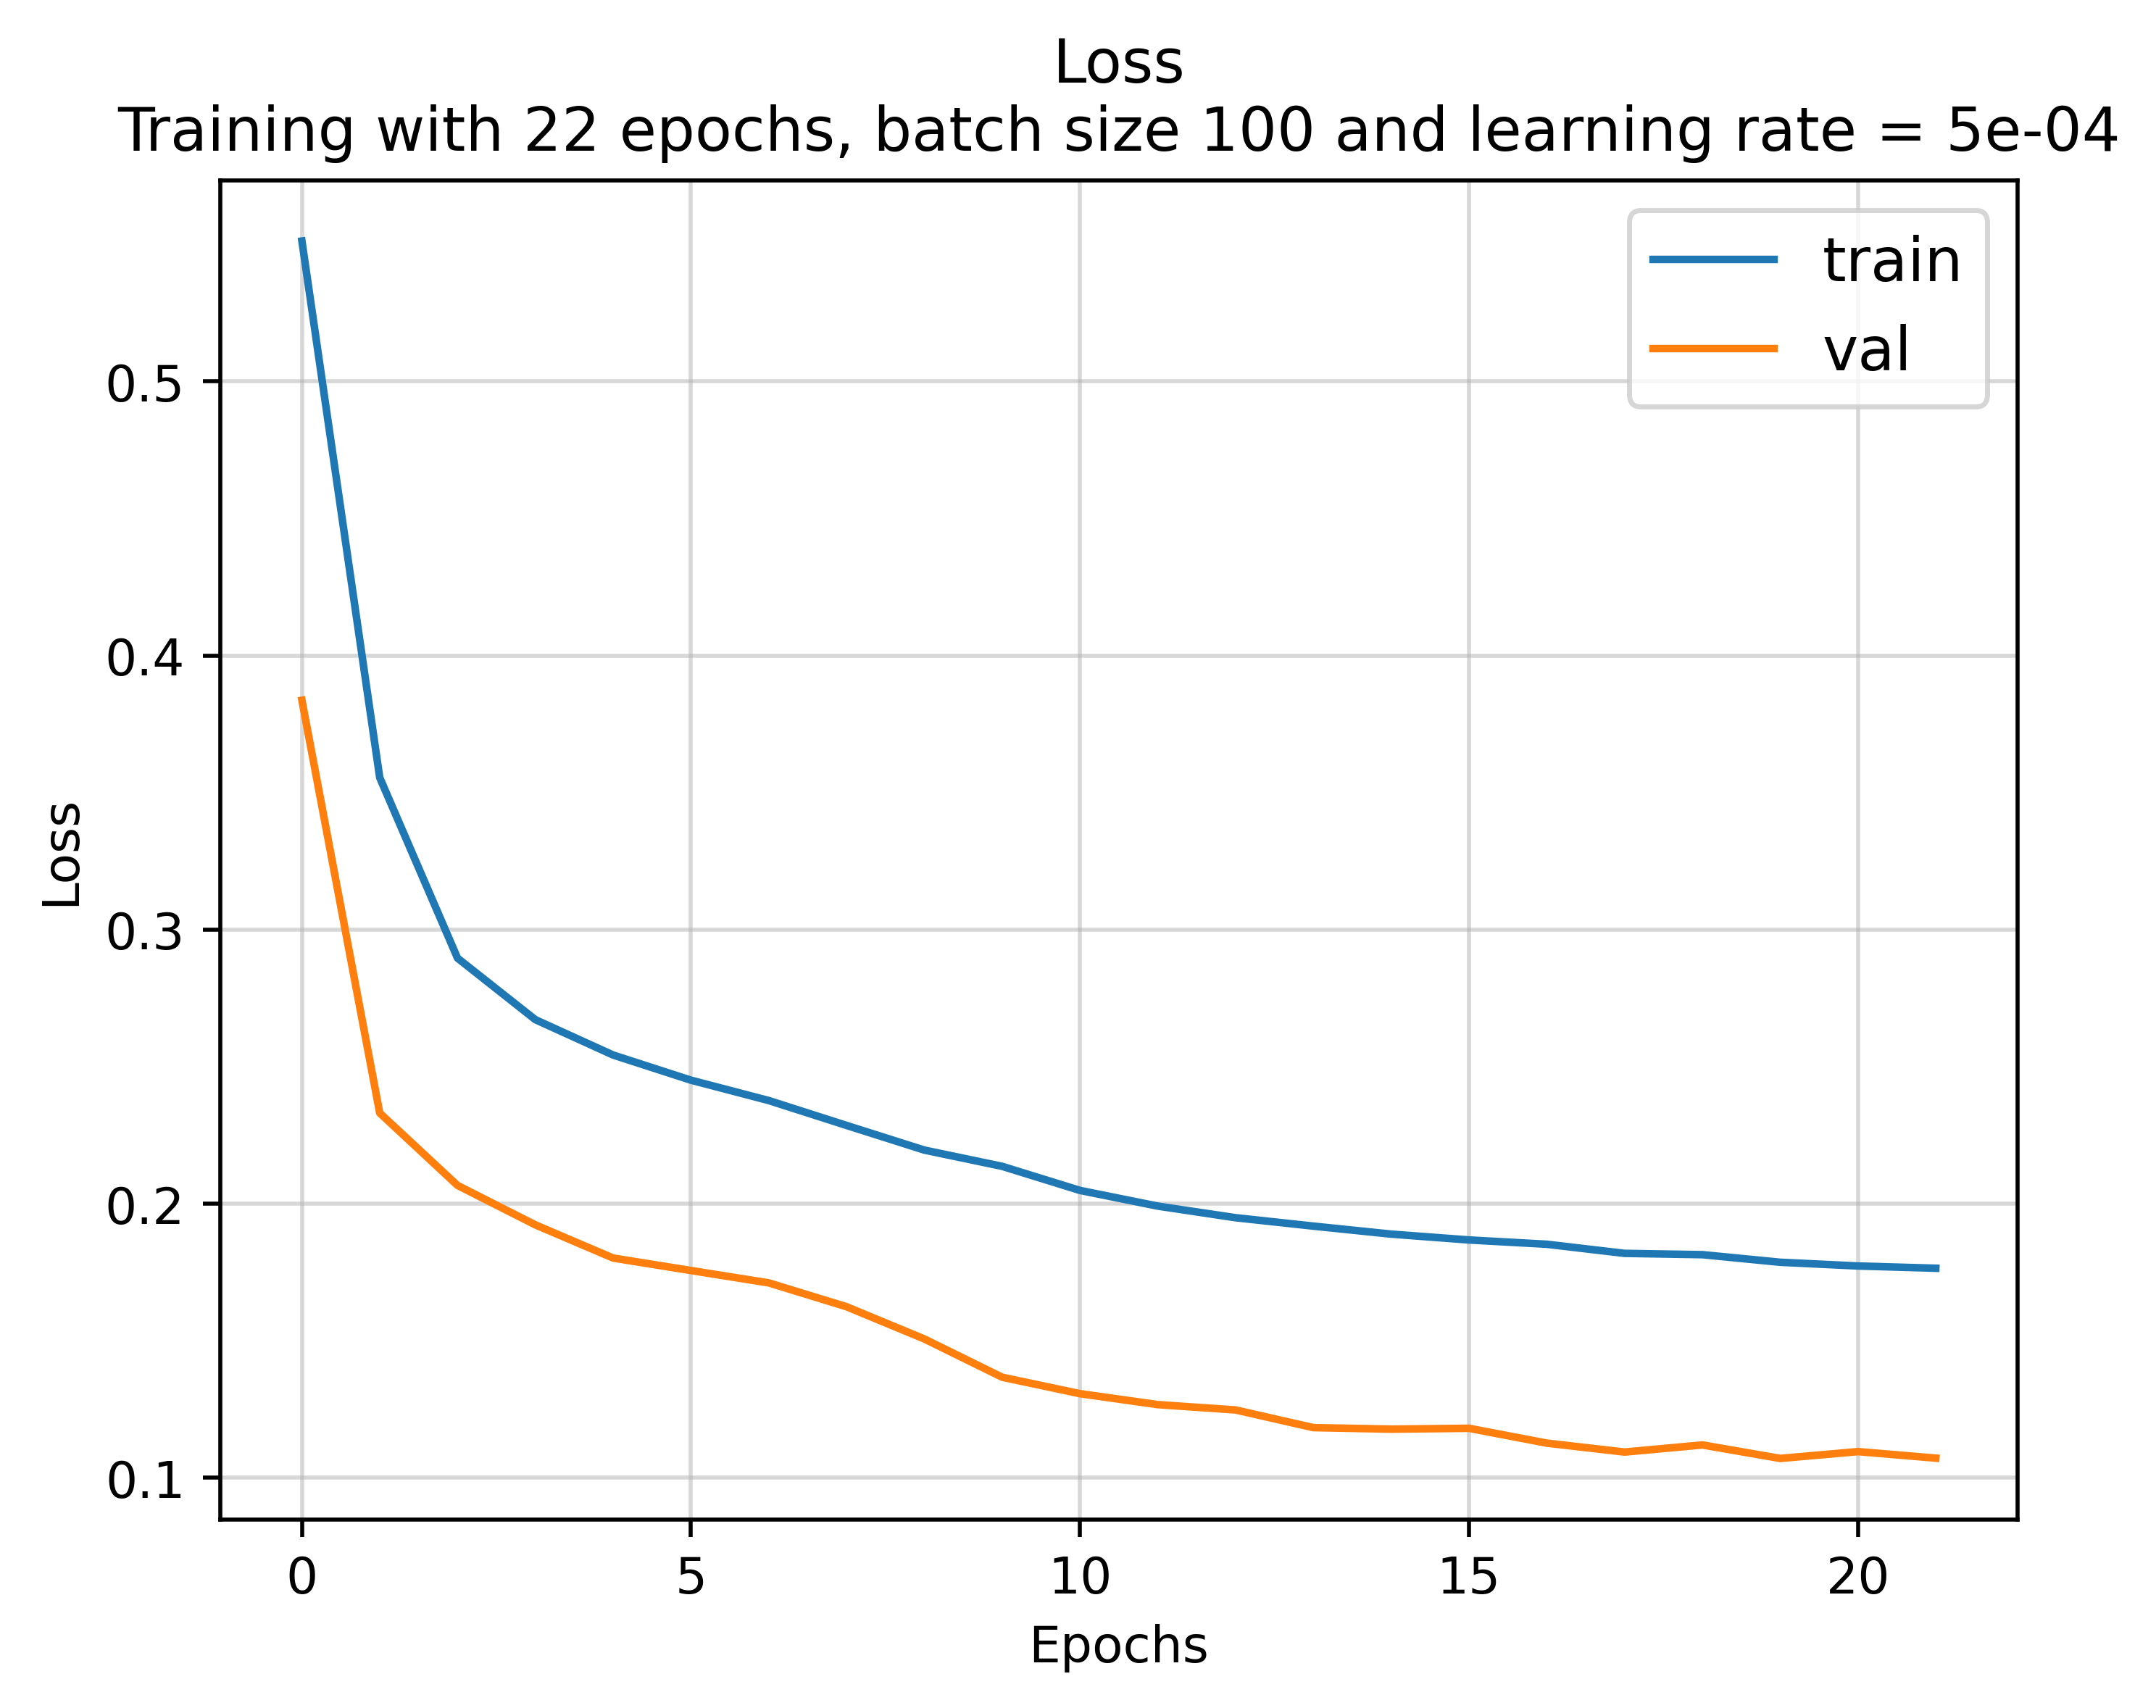 Loss
Training with 22 epochs, batch size 100 and learning rate = 5e-04
train
val
0.5
0.4
0.3
0.2
0.1
Loss
0 5 10 15 20
Epochs